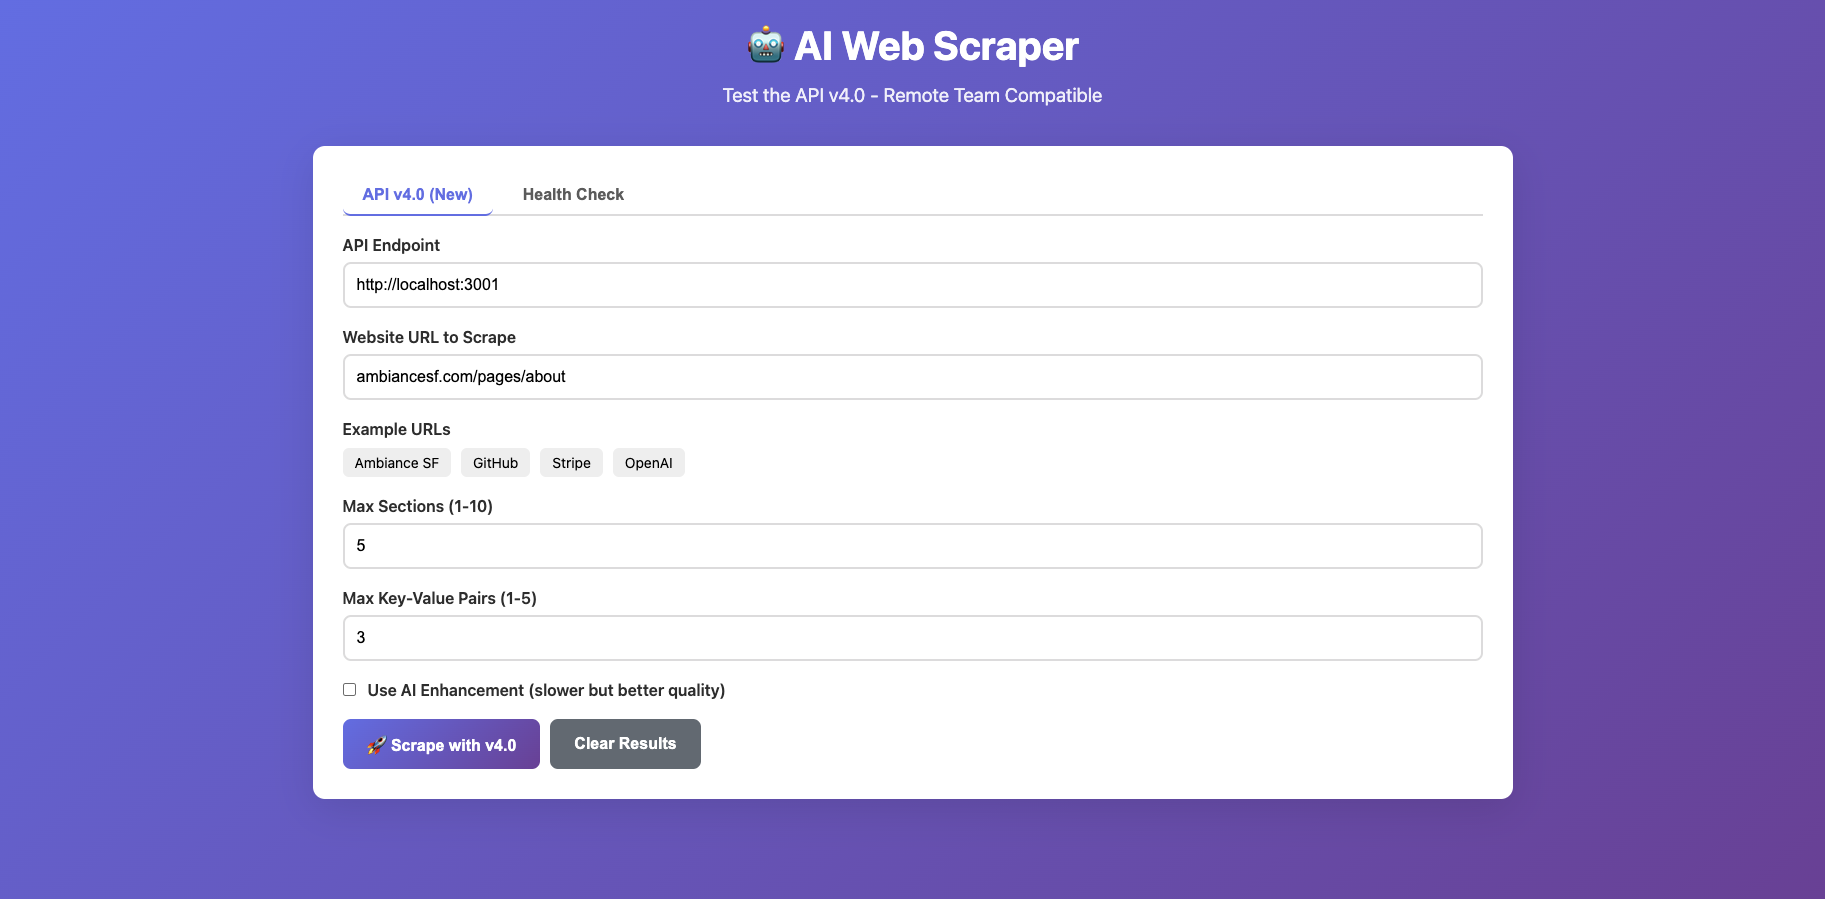 🤖 AI Web Scraper
Test the API v4.0 - Remote Team Compatible
API v4.0 (New) Health Check
API Endpoint
http://localhost:3001
Website URL to Scrape
ambiancesf.com/pages/about
Example URLs
Ambiance SF GitHub Stripe OpenAI
Max Sections (1-10)
5
Max Key-Value Pairs (1-5)
3
Use AI Enhancement (slower but better quality)
🚀 Scrape with v4.0 Clear Results